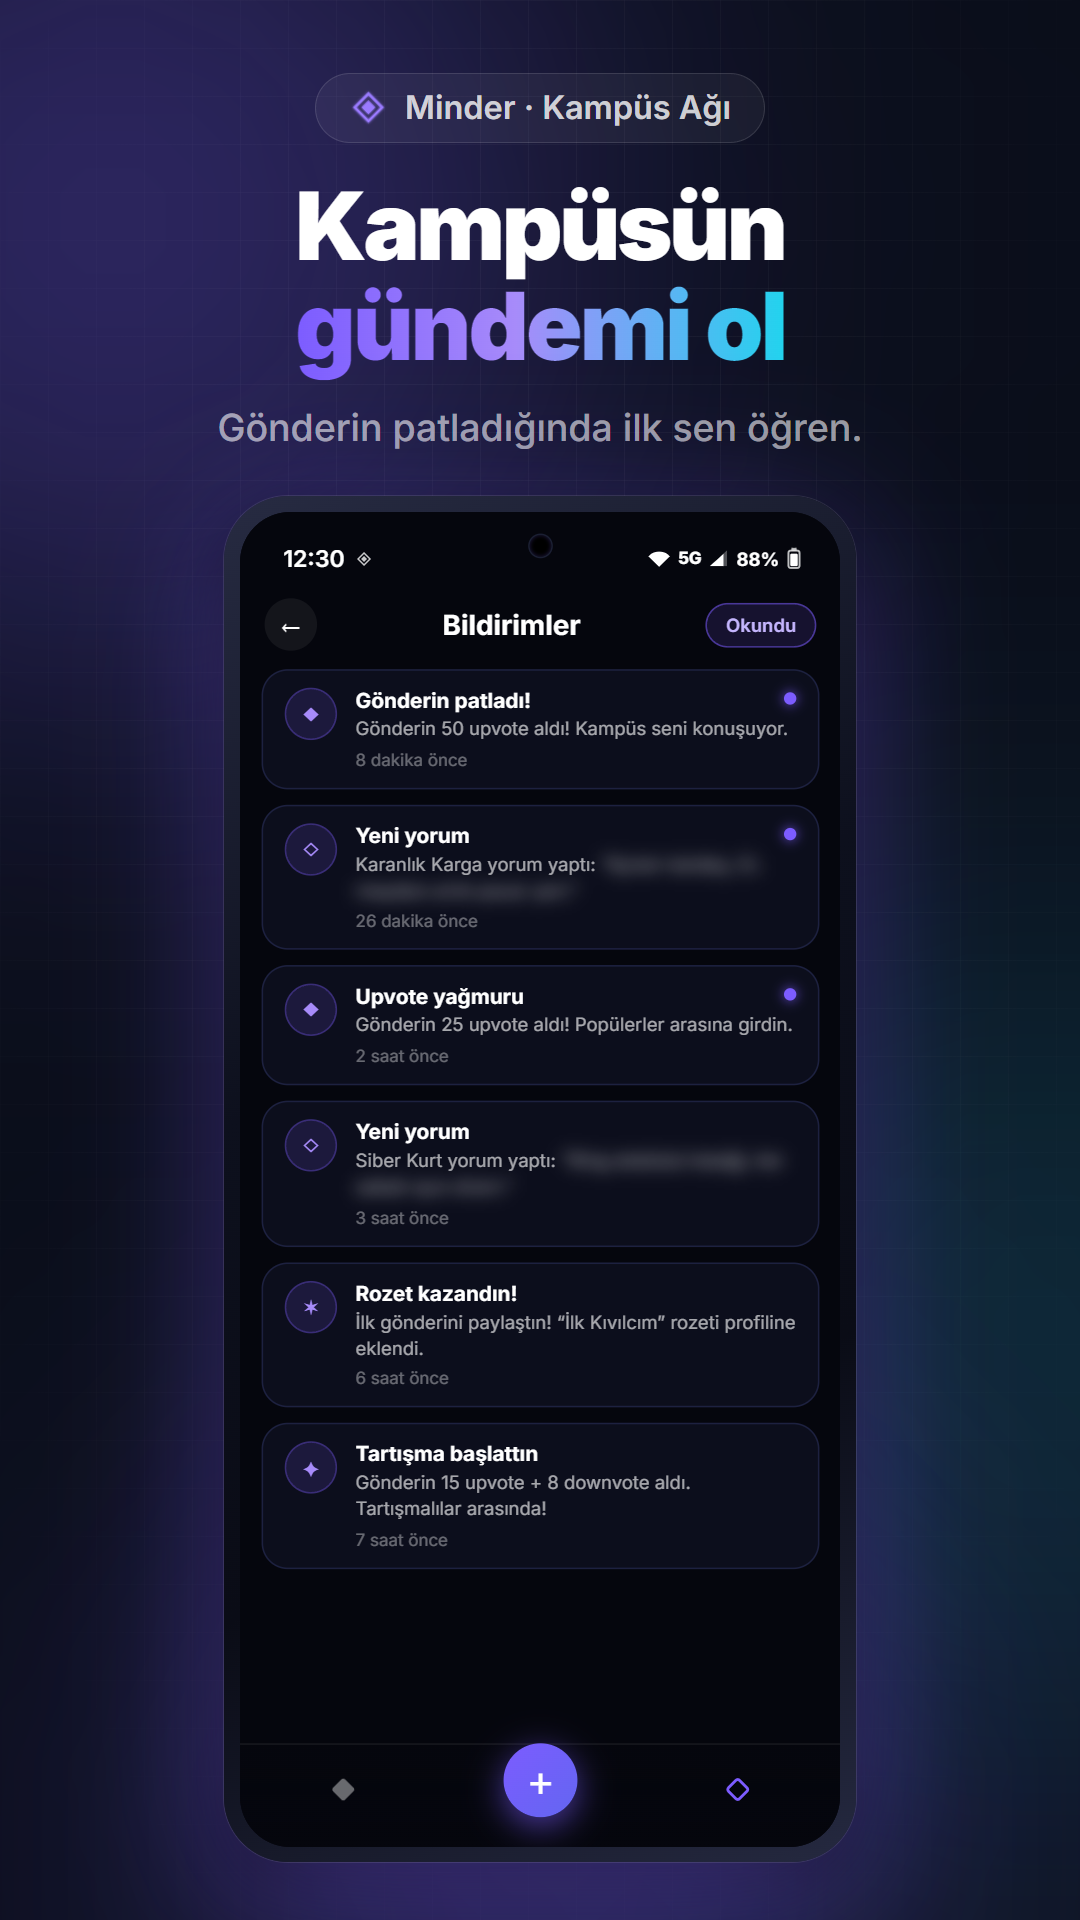 Minder · Kampüs Ağı
Kampüsün
gündemi ol
Gönderin patladığında ilk sen öğren.
12:30
5G
88%
←
Bildirimler
Okundu
Gönderin patladı!
Gönderin 50 upvote aldı! Kampüs seni konuşuyor.
8 dakika önce
Yeni yorum
Karanlık Karga yorum yaptı:
26 dakika önce
Upvote yağmuru
Gönderin 25 upvote aldı! Popülerler arasına girdin.
2 saat önce
Yeni yorum
Siber Kurt yorum yaptı:
3 saat önce
Rozet kazandın!
İlk gönderini paylaştın! “İlk Kıvılcım” rozeti profiline
eklendi.
6 saat önce
Tartışma başlattın
Gönderin 15 upvote + 8 downvote aldı.
Tartışmalılar arasında!
7 saat önce
+